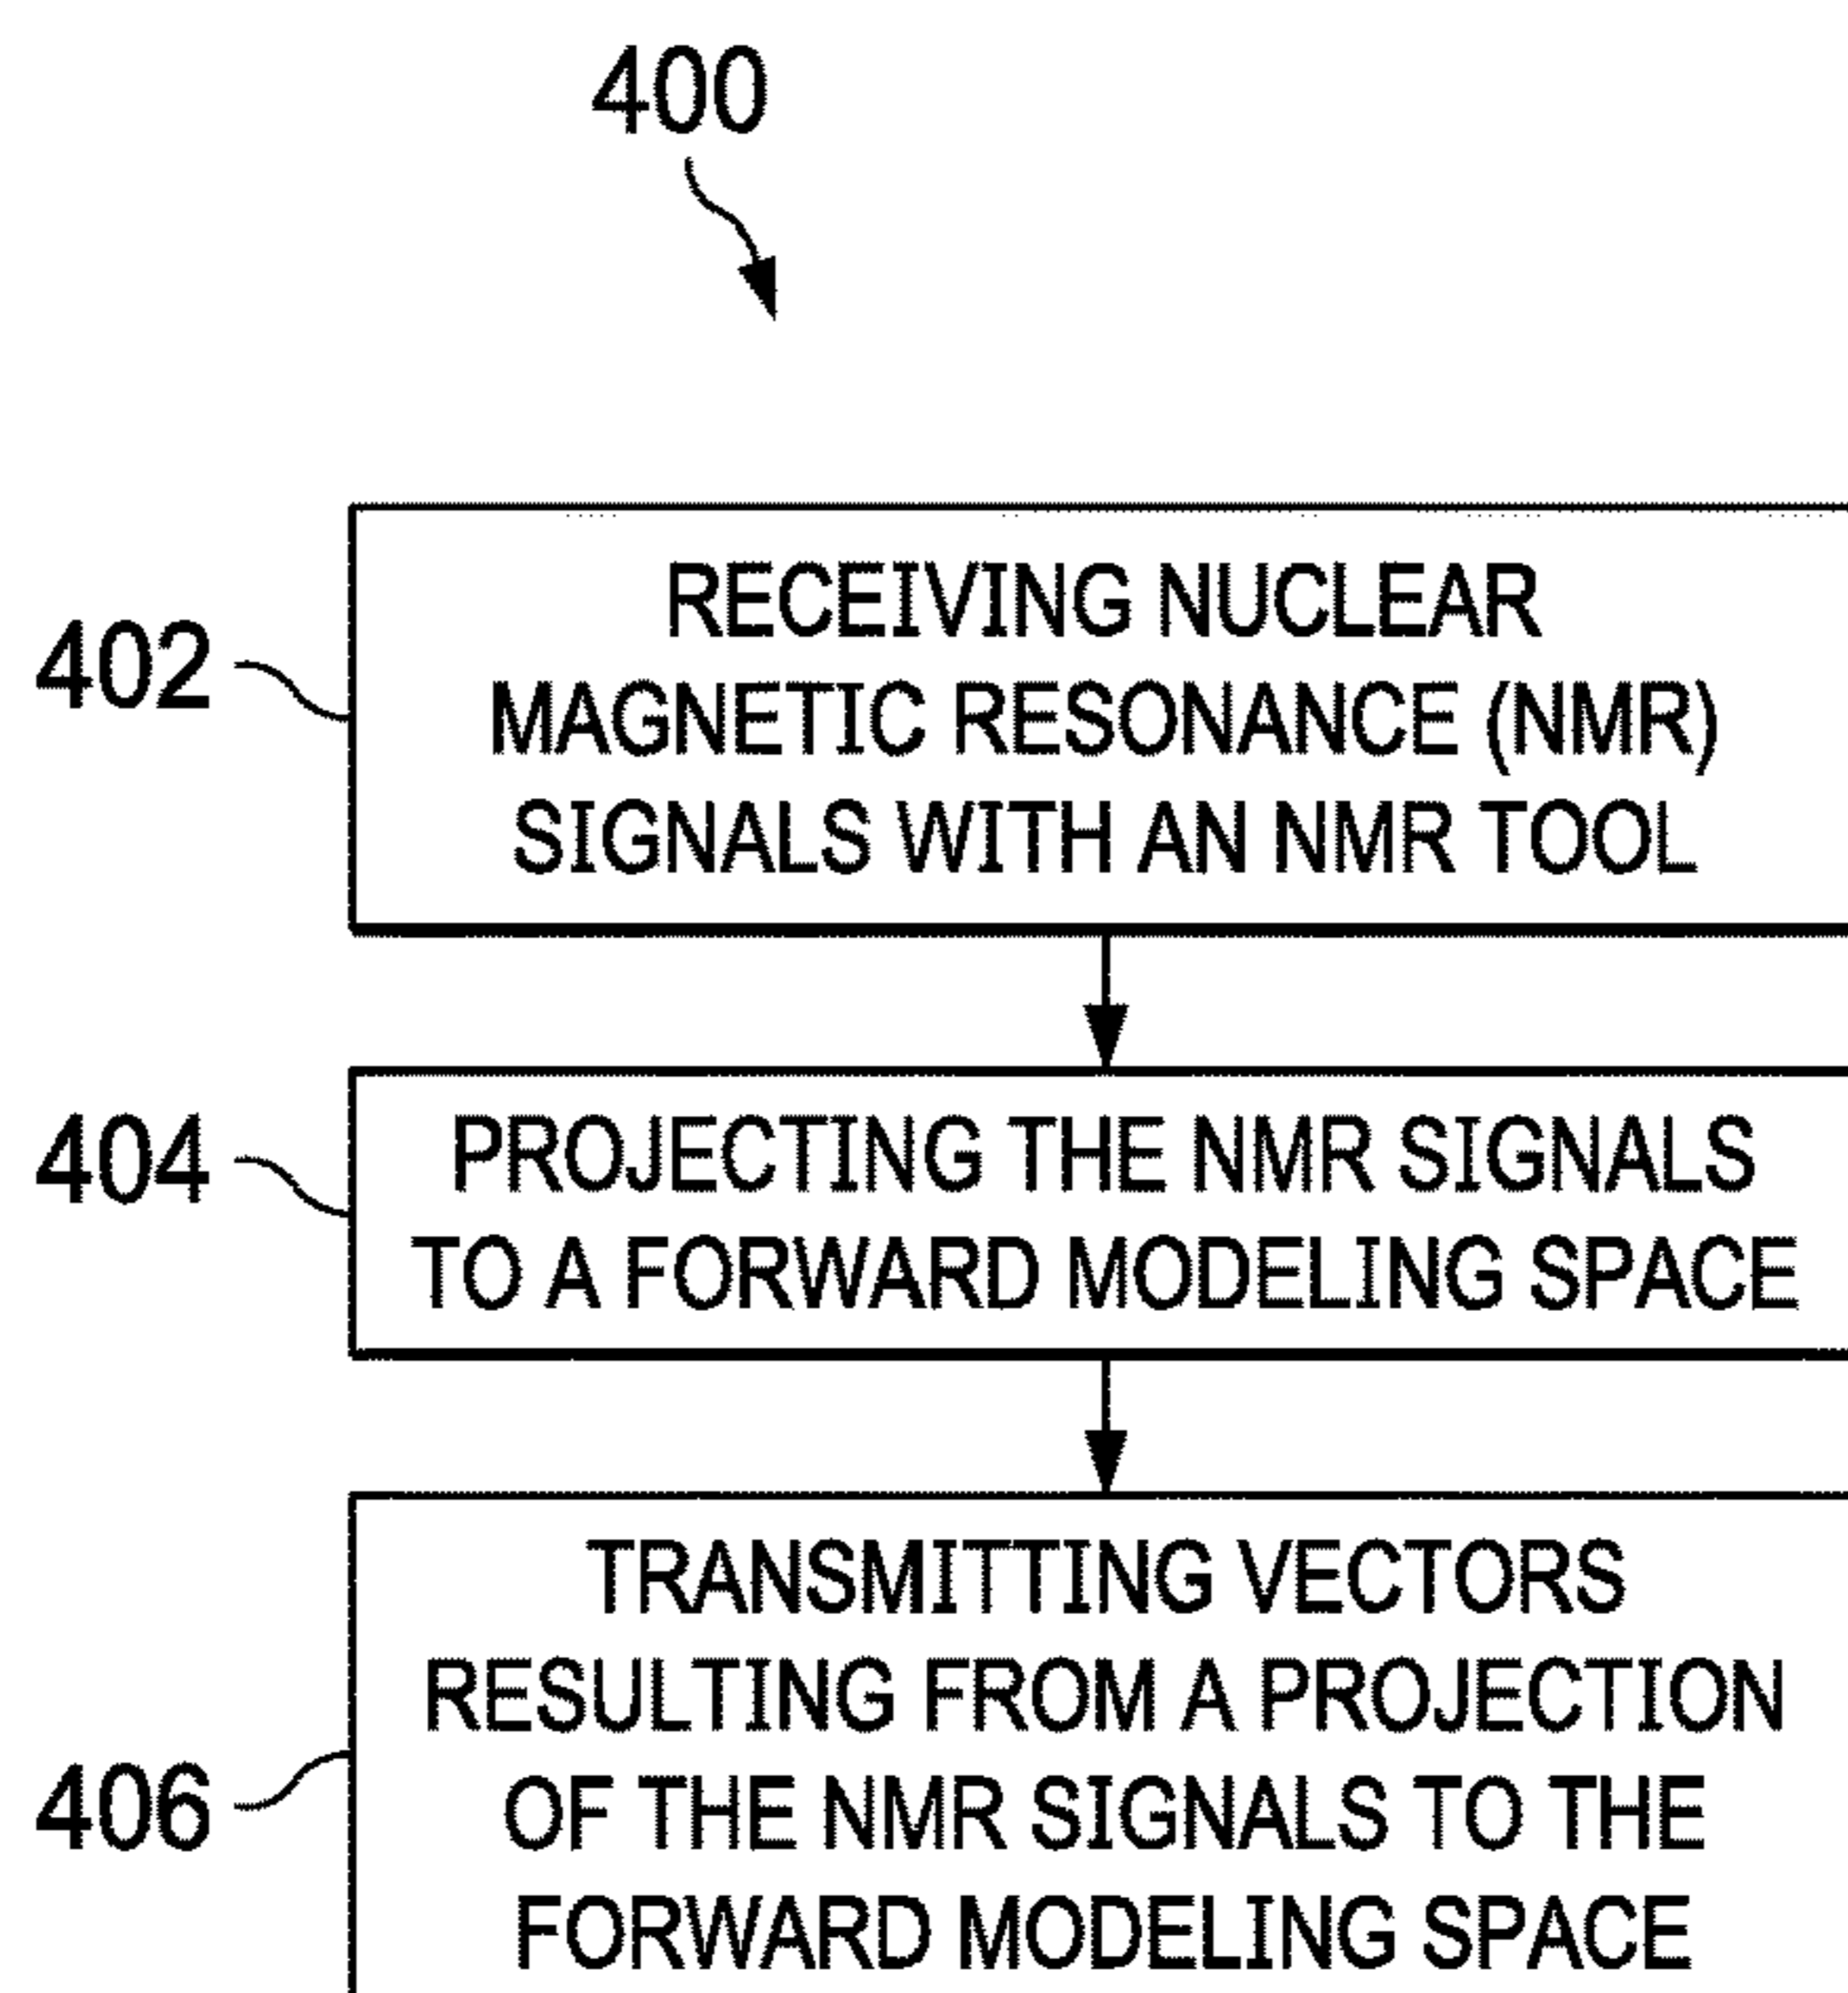 400
402
RECEIVING NUCLEAR
MAGNETIC RESONANCE (NMR)
SIGNALS WITH AN NMR TOOL
404
PROJECTING THE NMR SIGNALS
TO A FORWARD MODELING SPACE
406
TRANSMITTING VECTORS
RESULTING FROM A PROJECTION
OF THE NMR SIGNALS TO THE
FORWARD MODELING SPACE